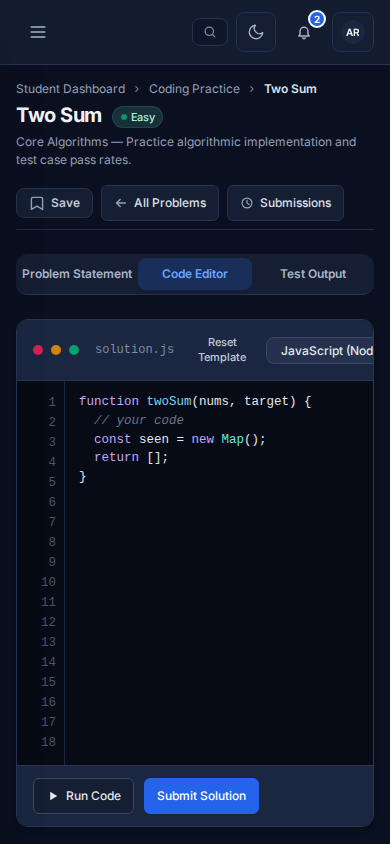 2
AR
Student Dashboard › Coding Practice › Two Sum
Two Sum Easy
Core Algorithms — Practice algorithmic implementation and
test case pass rates.
Save
All Problems
Submissions
Problem Statement
Code Editor
Test Output
solution.js
Reset
Template
JavaScript (Nod
1 function twoSum(nums, target) {
2 // your code
3 const seen = new Map();
4 return [];
5 }
6
7
8
9
10
11
12
13
14
15
16
17
18
Run Code
Submit Solution